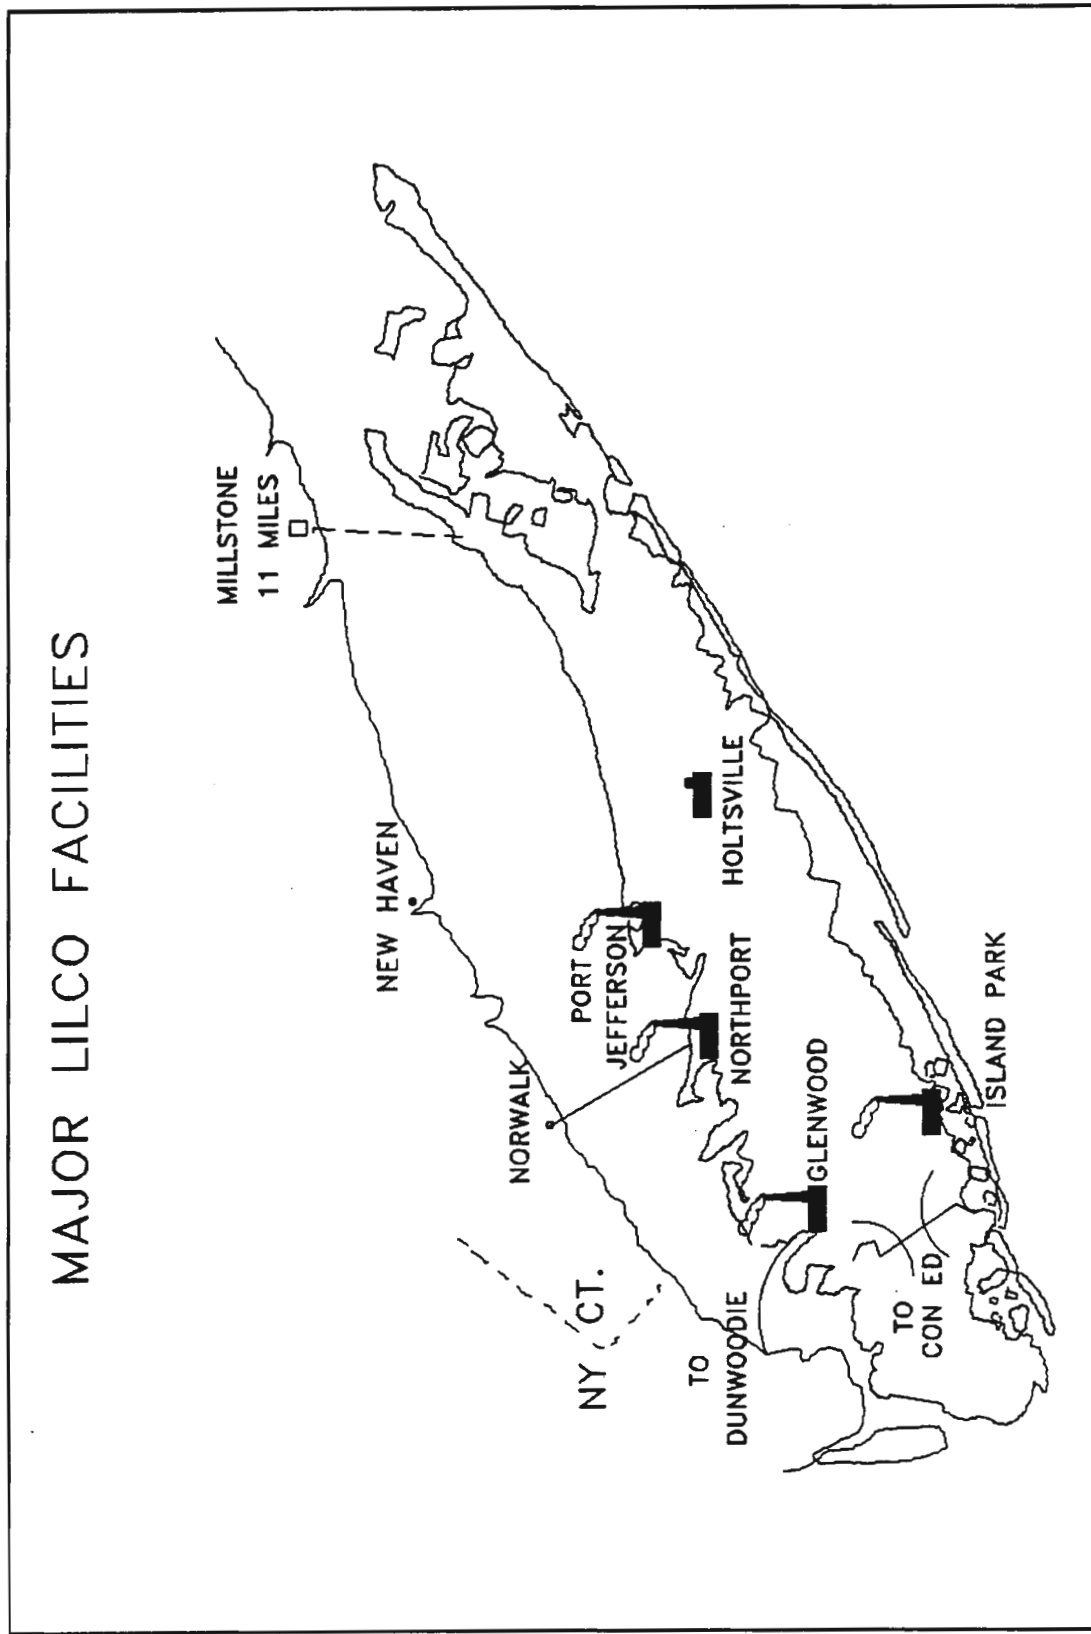 MAJOR LILCO FACILITIES
MILLSTONE
11 MILES
NEW HAVEN
NORWALK
PORT
JEFFERSON
HOLTSVILLE
NORTHPORT
NY CT.
GLENWOOD
TO
DUNWOODIE
TO
CON ED
ISLAND PARK